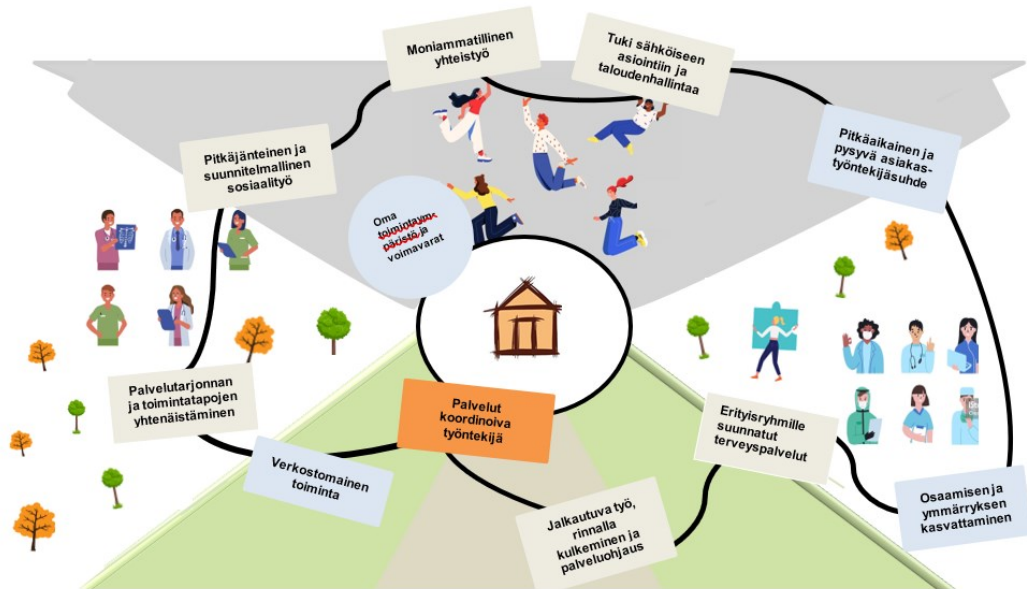 Moniammatillinen
yhteistyö
Tuki sähköiseen
asiointiin ja
taloudenhallintaa
Pitkäjänteinen ja
suunnitelmallinen
sosiaalityö
Pitkäaikainen ja
pysyvä asiakas-
työntekijäsuhde
Oma
toimintaym-
päristö ja
voimavarat
Palvelutarjonnan
ja toimintatapojen
yhtenäistäminen
Palvelut
koordinoiva
työntekijä
Erityisryhmille
suunnatut
terveyspalvelut
Verkostomainen
toiminta
Jalkautuva työ,
rinnalla
kulkeminen ja
palveluohjaus
Osaamisen ja
ymmärryksen
kasvattaminen